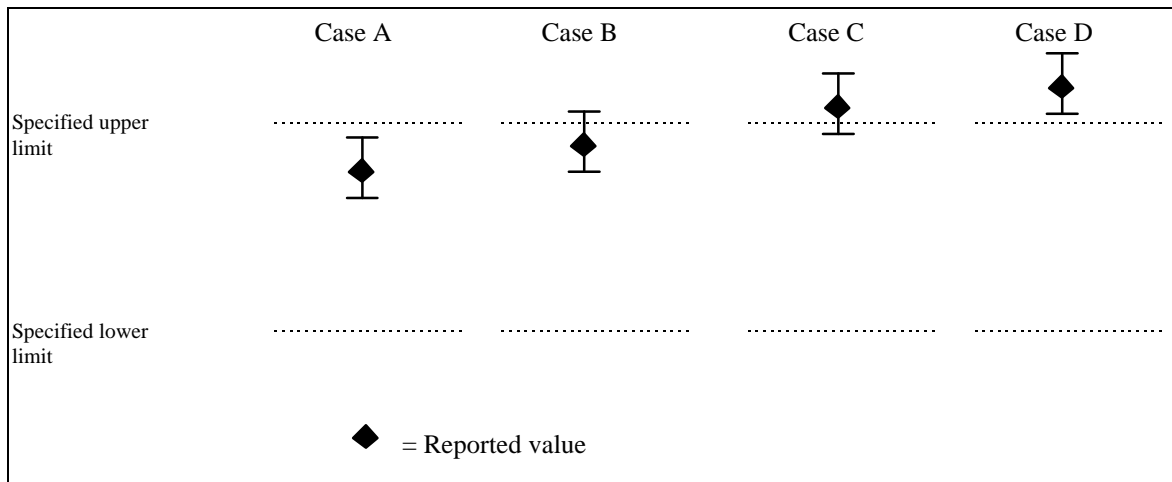 Case A Case B Case C Case D
Specified upper
limit
Specified lower
limit
= Reported value